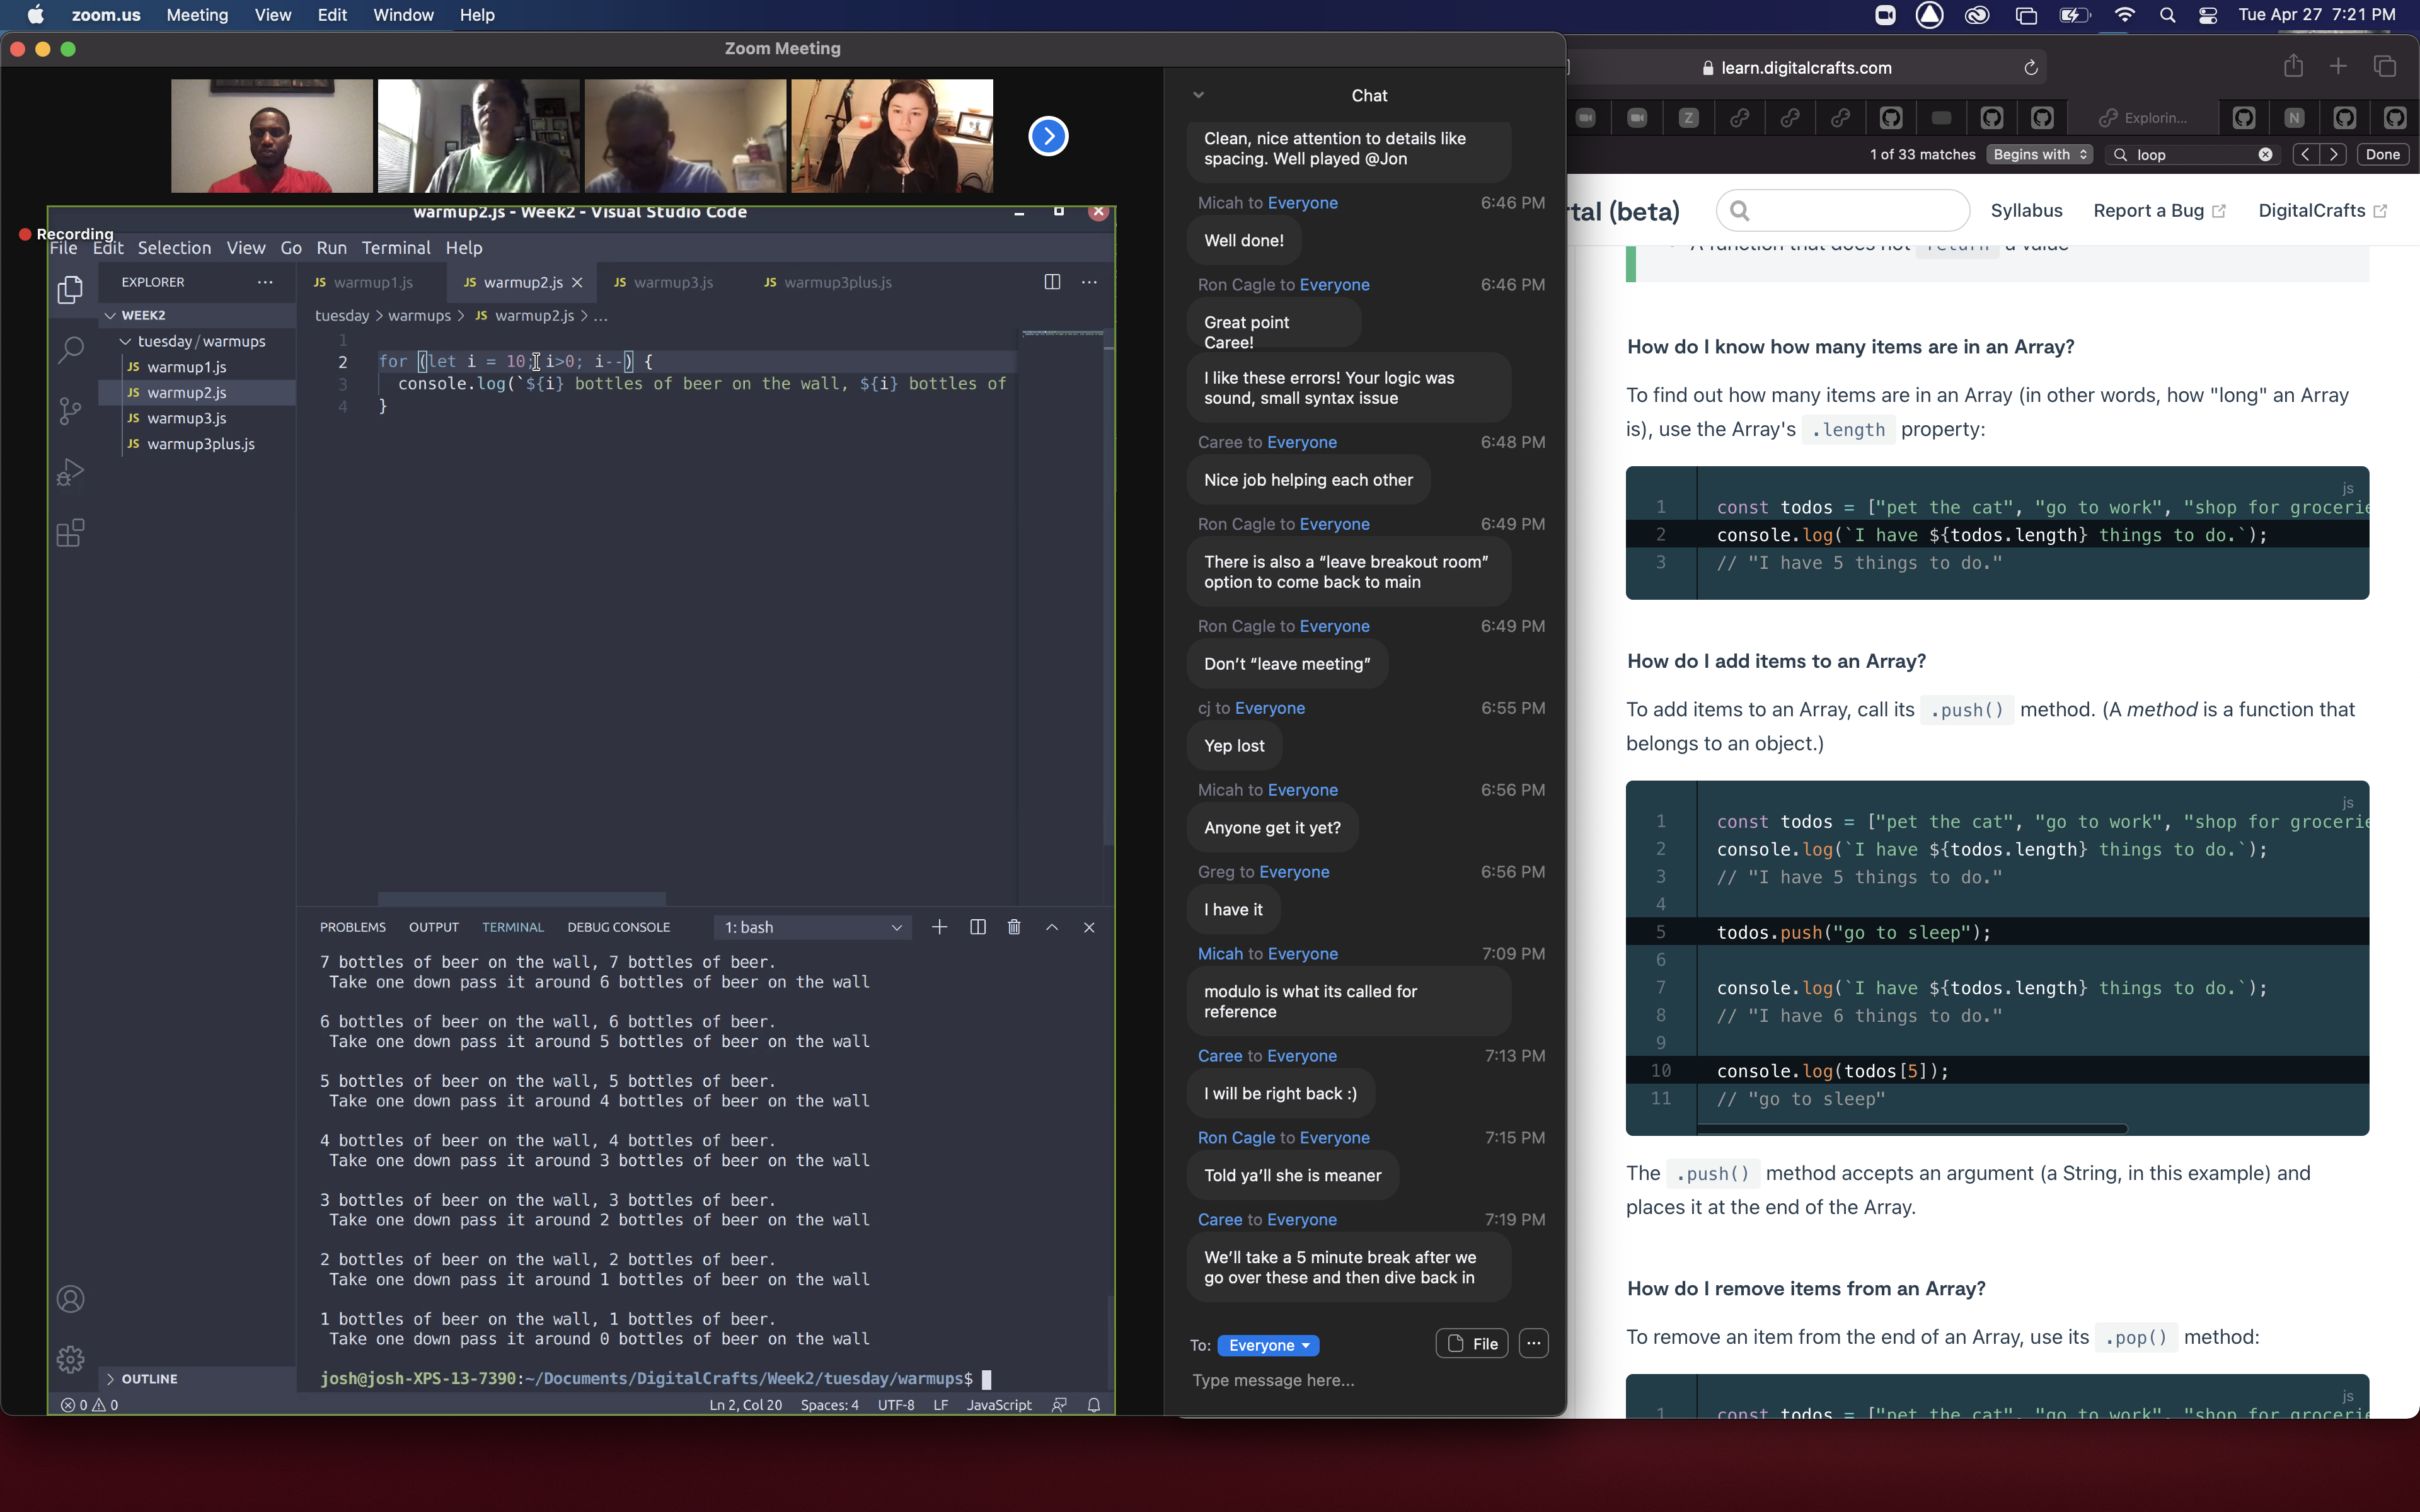 zoom.us Meeting View Edit Window Help
Tue Apr 27 7:21 PM
Zoom Meeting
Recording
warmup2.js - Week2 - Visual Studio Code
File Edit Selection View Go Run Terminal Help
EXPLORER
WEEK2
tuesday/warmups
JS warmup1.js
JS warmup2.js
JS warmup3.js
JS warmup3plus.js
OUTLINE
JS warmup1.js JS warmup2.js JS warmup3.js JS warmup3plus.js
tuesday > warmups > JS warmup2.js > ...
1
2 for (let i = 10; i>0; i--) {
3 console.log(`${i} bottles of beer on the wall, ${i} bottles of
4 }
PROBLEMS OUTPUT TERMINAL DEBUG CONSOLE 1: bash
7 bottles of beer on the wall, 7 bottles of beer.
Take one down pass it around 6 bottles of beer on the wall
6 bottles of beer on the wall, 6 bottles of beer.
Take one down pass it around 5 bottles of beer on the wall
5 bottles of beer on the wall, 5 bottles of beer.
Take one down pass it around 4 bottles of beer on the wall
4 bottles of beer on the wall, 4 bottles of beer.
Take one down pass it around 3 bottles of beer on the wall
3 bottles of beer on the wall, 3 bottles of beer.
Take one down pass it around 2 bottles of beer on the wall
2 bottles of beer on the wall, 2 bottles of beer.
Take one down pass it around 1 bottles of beer on the wall
1 bottles of beer on the wall, 1 bottles of beer.
Take one down pass it around 0 bottles of beer on the wall
josh@josh-XPS-13-7390:~/Documents/DigitalCrafts/Week2/tuesday/warmups$
0 0 Ln 2, Col 20 Spaces: 4 UTF-8 LF JavaScript
Chat
Clean, nice attention to details like
spacing. Well played @Jon
Micah to Everyone 6:46 PM
Well done!
Ron Cagle to Everyone 6:46 PM
Great point
Caree!
I like these errors! Your logic was
sound, small syntax issue
Caree to Everyone 6:48 PM
Nice job helping each other
Ron Cagle to Everyone 6:49 PM
There is also a “leave breakout room”
option to come back to main
Ron Cagle to Everyone 6:49 PM
Don’t “leave meeting”
cj to Everyone 6:55 PM
Yep lost
Micah to Everyone 6:56 PM
Anyone get it yet?
Greg to Everyone 6:56 PM
I have it
Micah to Everyone 7:09 PM
modulo is what its called for
reference
Caree to Everyone 7:13 PM
I will be right back :)
Ron Cagle to Everyone 7:15 PM
Told ya’ll she is meaner
Caree to Everyone 7:19 PM
We’ll take a 5 minute break after we
go over these and then dive back in
To: Everyone File
Type message here...
learn.digitalcrafts.com
Z Explorin... N
1 of 33 matches Begins with loop Done
tal (beta) Syllabus Report a Bug DigitalCrafts
A function that does not return a value
How do I know how many items are in an Array?
To find out how many items are in an Array (in other words, how "long" an Array
is), use the Array's .length property:
js
1 const todos = ["pet the cat", "go to work", "shop for grocerie
2 console.log(`I have ${todos.length} things to do.`);
3 // "I have 5 things to do."
How do I add items to an Array?
To add items to an Array, call its .push() method. (A method is a function that
belongs to an object.)
js
1 const todos = ["pet the cat", "go to work", "shop for grocerie
2 console.log(`I have ${todos.length} things to do.`);
3 // "I have 5 things to do."
4
5 todos.push("go to sleep");
6
7 console.log(`I have ${todos.length} things to do.`);
8 // "I have 6 things to do."
9
10 console.log(todos[5]);
11 // "go to sleep"
The .push() method accepts an argument (a String, in this example) and
places it at the end of the Array.
How do I remove items from an Array?
To remove an item from the end of an Array, use its .pop() method:
js
1 const todos = ["pet the cat", "go to work", "shop for grocerie